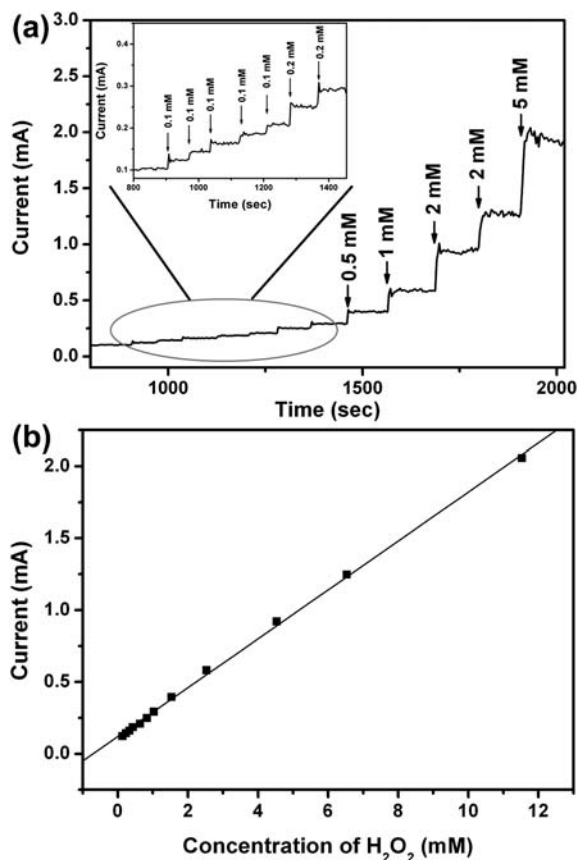 (a)
3.0
2.5
2.0
1.5
1.0
0.5
0.0
Current (mA)
0.4
0.3
0.2
0.1
Current (mA)
0.1 mM
0.1 mM
0.1 mM
0.1 mM
0.1 mM
0.2 mM
0.2 mM
800 1000 1200 1400
Time (sec)
0.5 mM
1 mM
2 mM
2 mM
5 mM
1000 1500 2000
Time (sec)
(b)
2.0
1.5
1.0
0.5
0.0
Current (mA)
0 2 4 6 8 10 12
Concentration of H₂O₂ (mM)